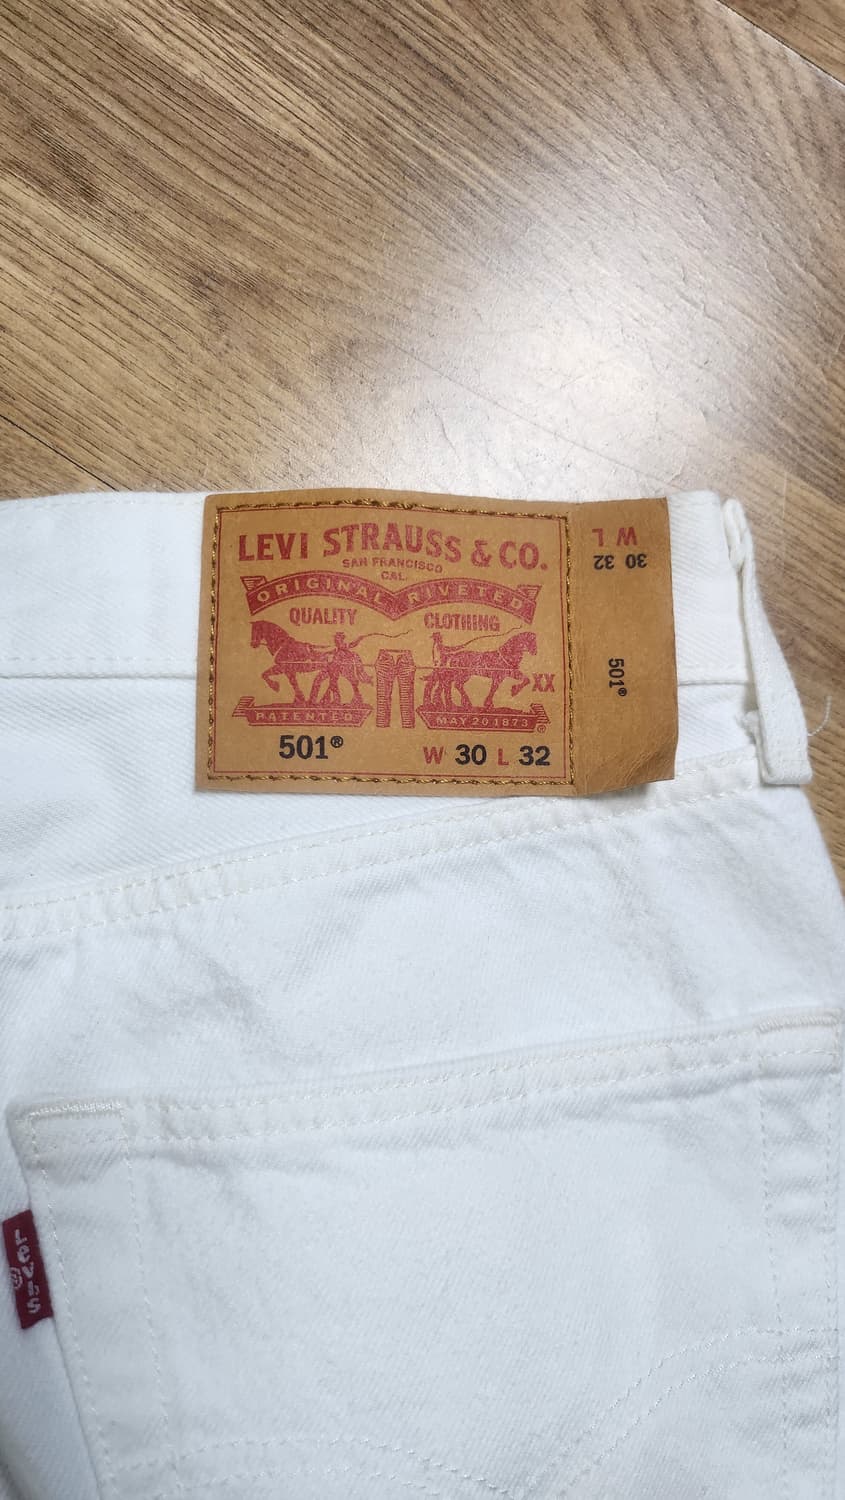 LEVI STRAUSS & CO.
SAN FRANCISCO
CAL.
ORIGINAL RIVETED
QUALITY CLOTHING
XX
PATENTED MAY 20 1873
®
501® W 30 L 32
W L
30 32
501®
LEVI'S
®